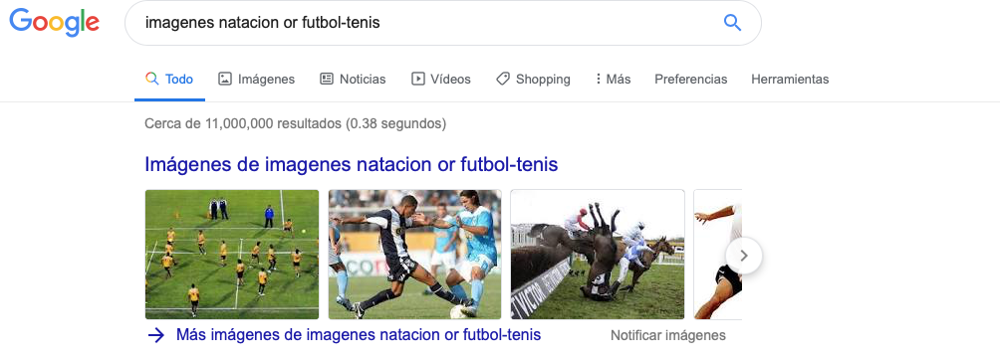 Google
imagenes natacion or futbol-tenis
Todo Imágenes Noticias Vídeos Shopping Más Preferencias Herramientas
Cerca de 11,000,000 resultados (0.38 segundos)
Imágenes de imagenes natacion or futbol-tenis
Más imágenes de imagenes natacion or futbol-tenis Notificar imágenes